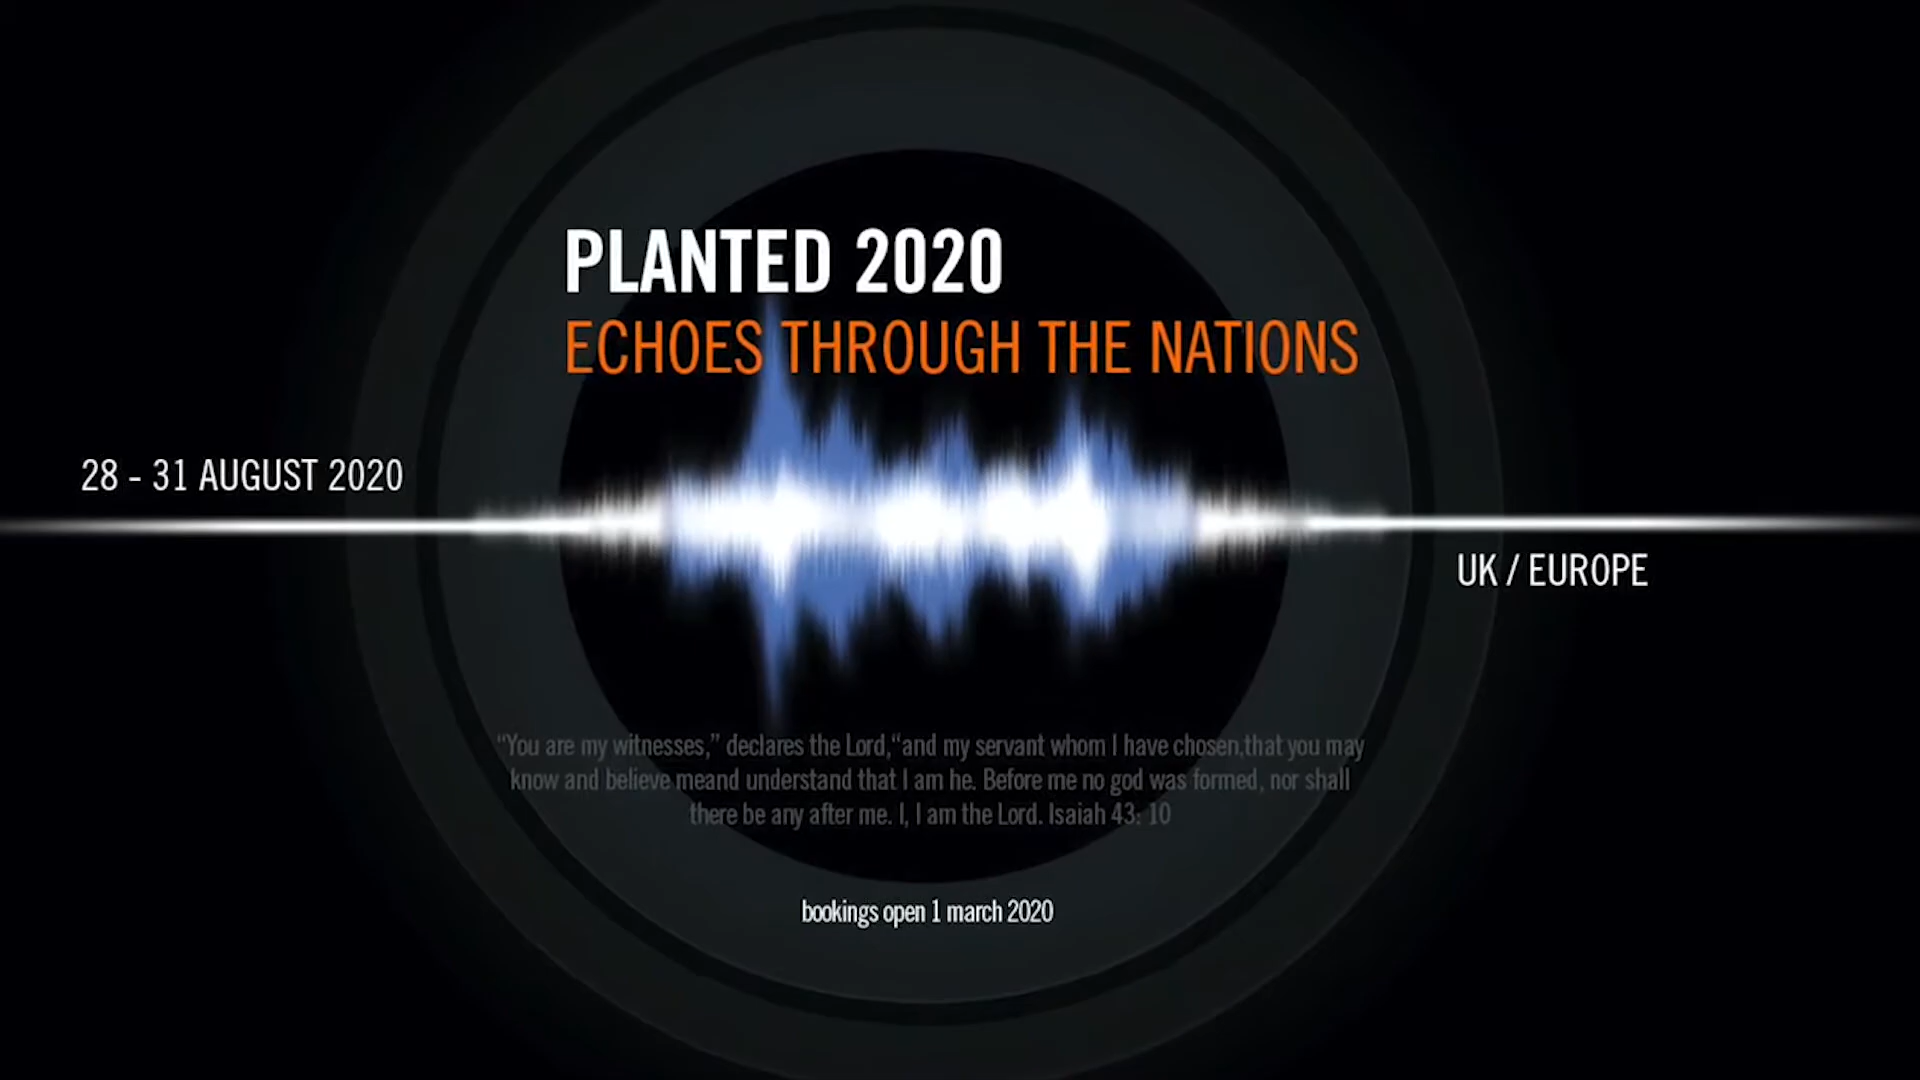 PLANTED 2020
ECHOES THROUGH THE NATIONS
28 - 31 AUGUST 2020
UK / EUROPE
“You are my witnesses,” declares the Lord,“and my servant whom I have chosen,that you may
know and believe meand understand that I am he. Before me no god was formed, nor shall
there be any after me. I, I am the Lord. Isaiah 43: 10
bookings open 1 march 2020